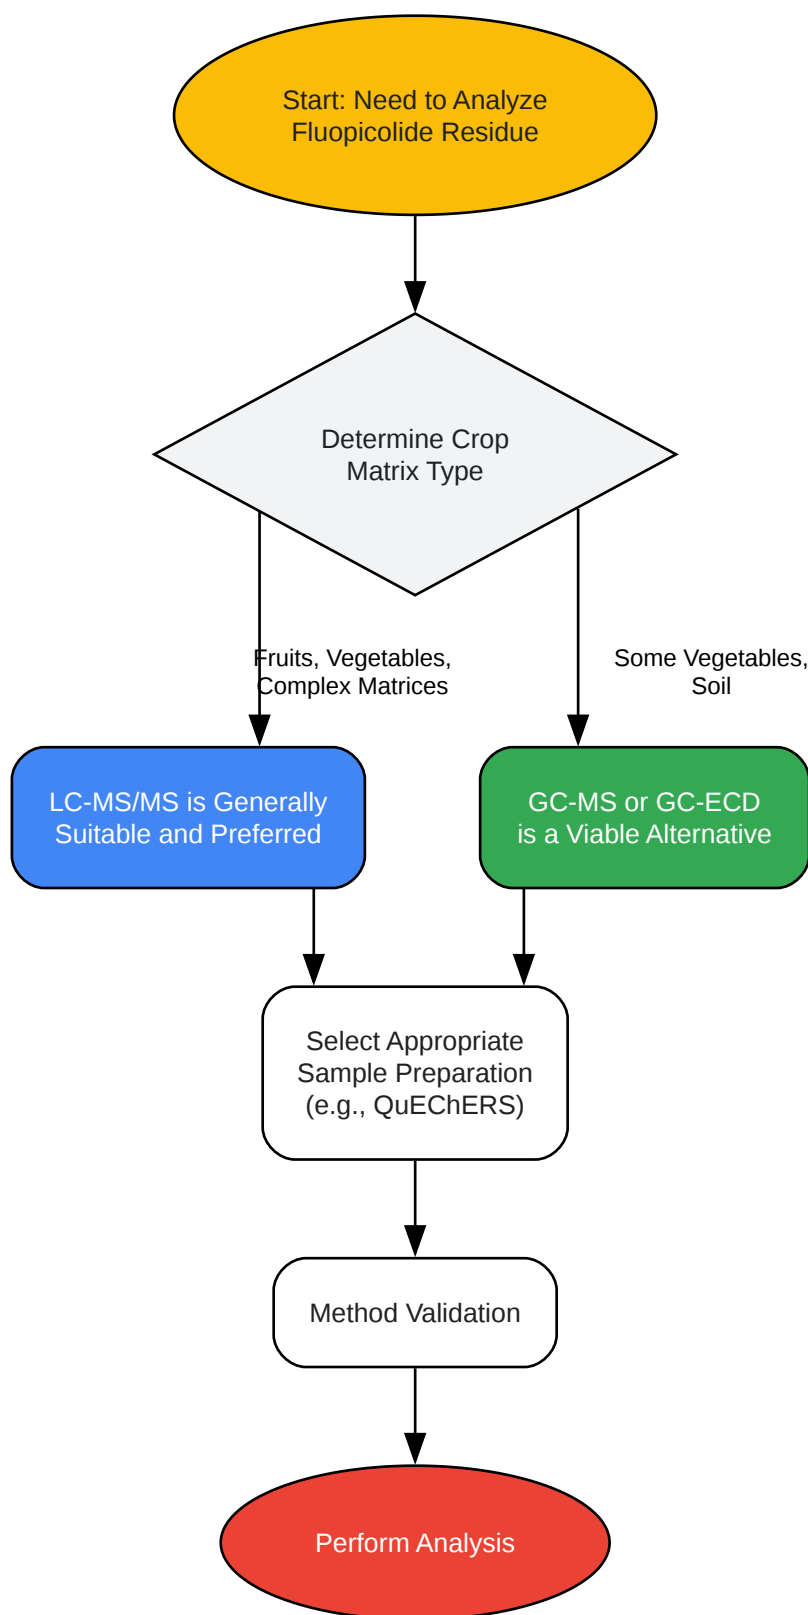 Start: Need to Analyze
Fluopicolide Residue
Determine Crop
Matrix Type
Fruits, Vegetables,
Complex Matrices
Some Vegetables,
Soil
LC-MS/MS is Generally
Suitable and Preferred
GC-MS or GC-ECD
is a Viable Alternative
Select Appropriate
Sample Preparation
(e.g., QuEChERS)
Method Validation
Perform Analysis